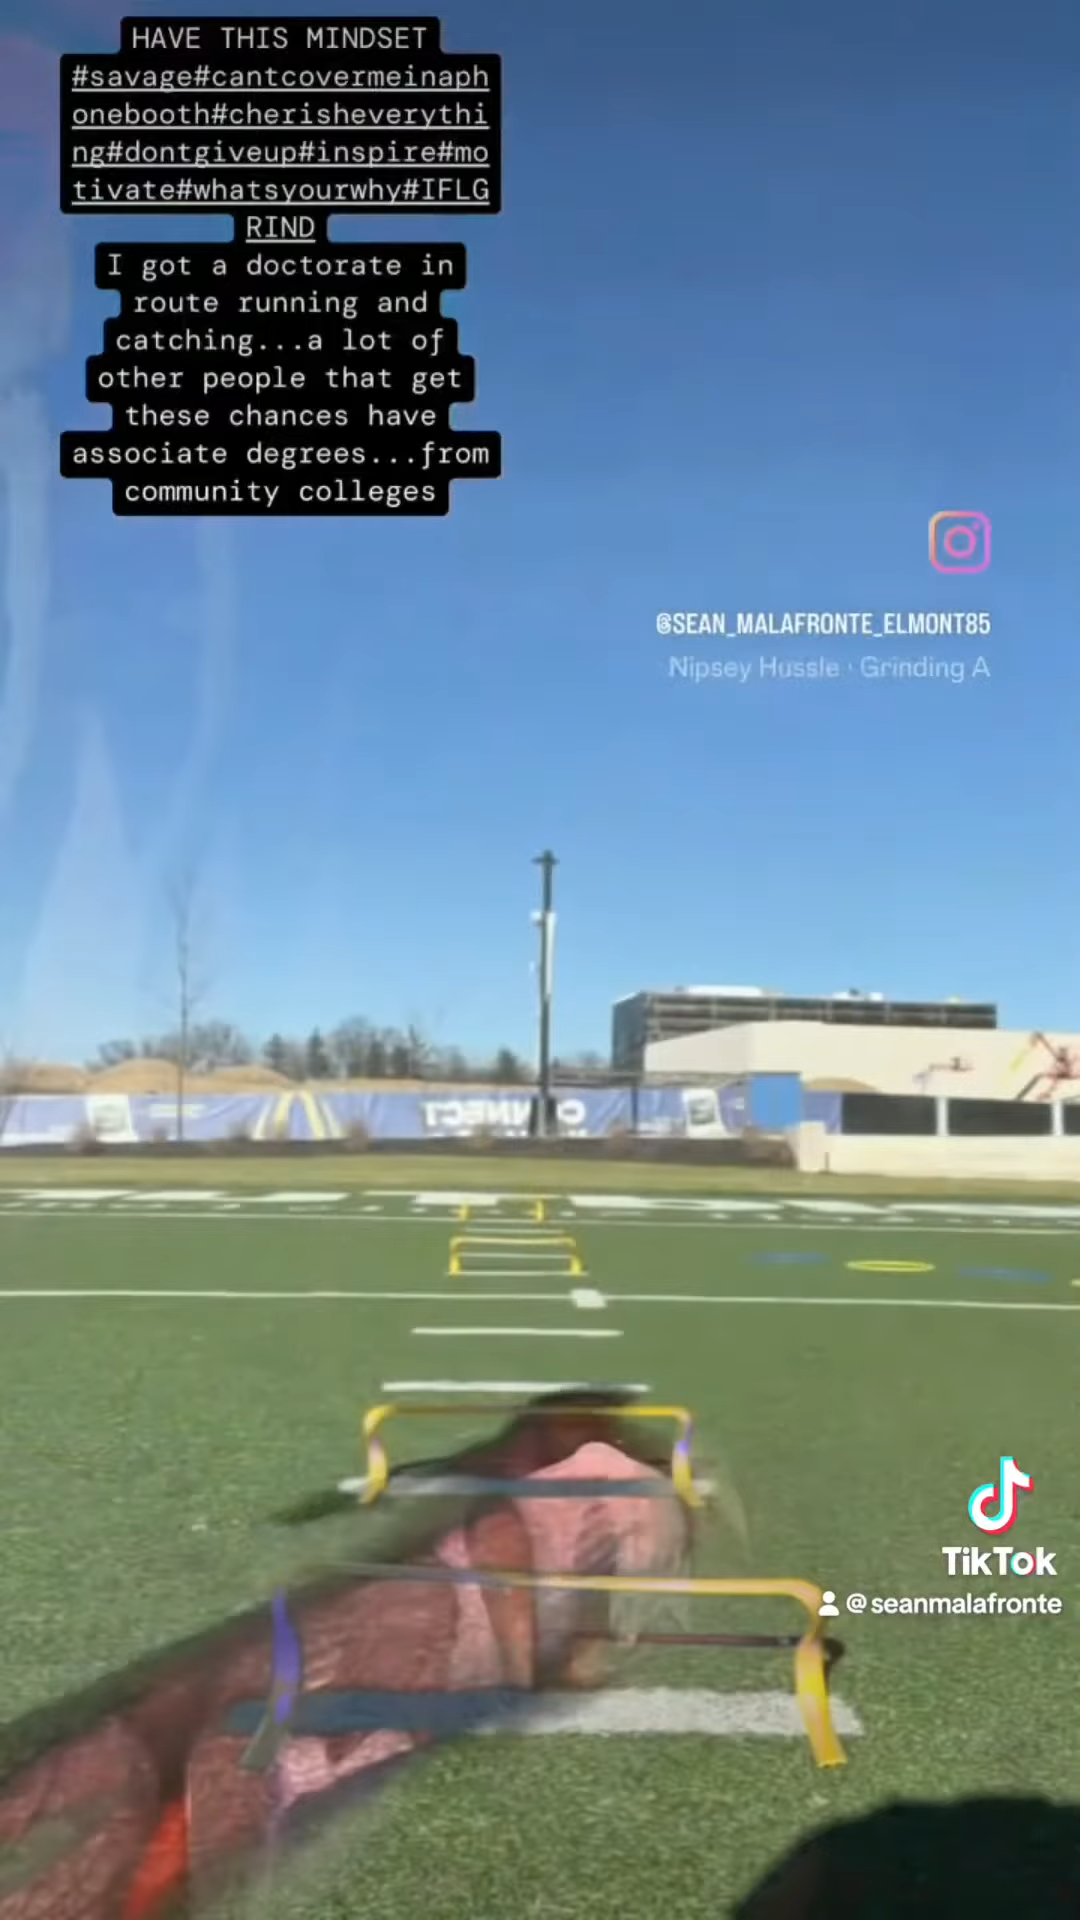 HAVE THIS MINDSET
#savage#cantcovermeinaph
onebooth#cherisheverythi
ng#dontgiveup#inspire#mo
tivate#whatsyourwhy#IFLG
RIND
I got a doctorate in
route running and
catching...a lot of
other people that get
these chances have
associate degrees...from
community colleges
@SEAN_MALAFRONTE_ELMONT85
Nipsey Hussle · Grinding A
TikTok
@seanmalafronte